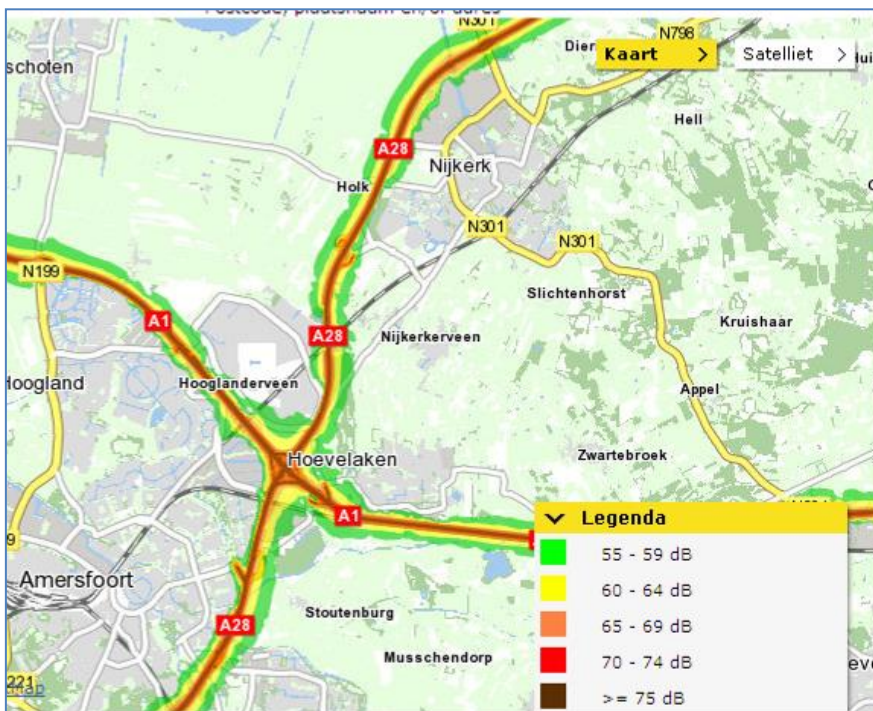 N301
N798
Kaart >
Satelliet >
schoten
Hell
A28
Nijkerk
Holk
N301
N301
N199
Slichtenhorst
A1
Kruishaar
A28
Nijkerkerveen
Hooglanderveen
Hoogland
Appel
Hoevelaken
Zwartebroek
A1
Legenda
55 - 59 dB
60 - 64 dB
65 - 69 dB
70 - 74 dB
>= 75 dB
Amersfoort
Stoutenburg
A28
Musschendorp
221